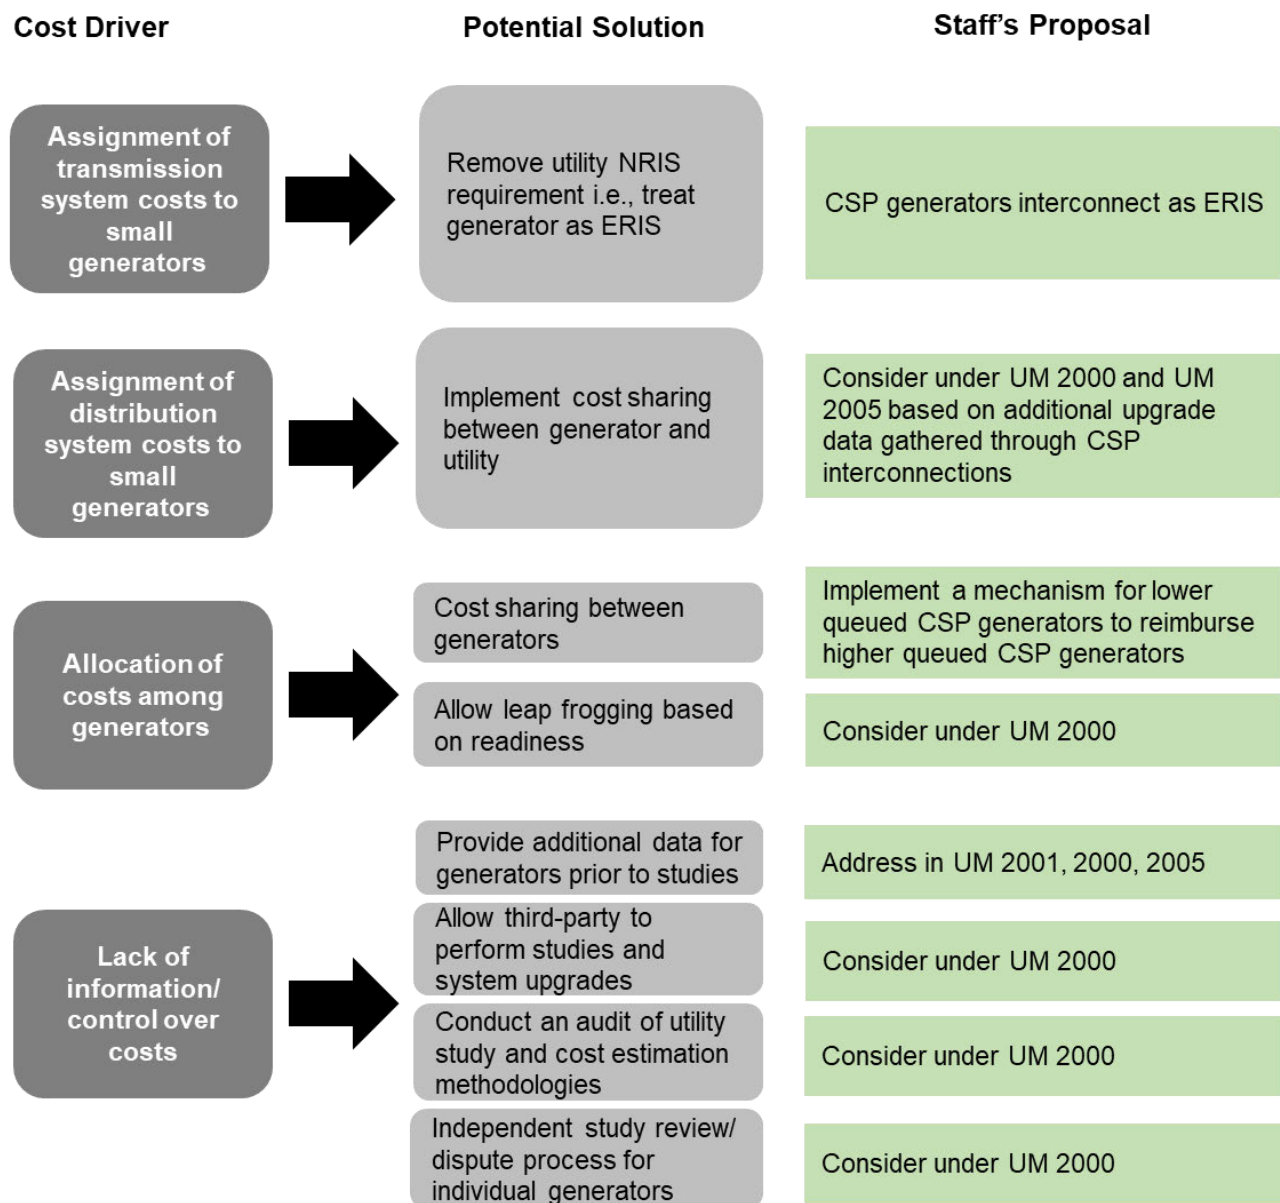 Cost Driver
Potential Solution
Staff's Proposal
Assignment of
transmission
system costs to
small
generators
Remove utility NRIS
requirement i.e., treat
generator as ERIS
CSP generators interconnect as ERIS
Assignment of
distribution
system costs to
small
generators
Implement cost sharing
between generator and
utility
Consider under UM 2000 and UM
2005 based on additional upgrade
data gathered through CSP
interconnections
Allocation of
costs among
generators
Cost sharing between
generators
Implement a mechanism for lower
queued CSP generators to reimburse
higher queued CSP generators
Allow leap frogging based
on readiness
Consider under UM 2000
Lack of
information/
control over
costs
Provide additional data for
generators prior to studies
Address in UM 2001, 2000, 2005
Allow third-party to
perform studies and
system upgrades
Consider under UM 2000
Conduct an audit of utility
study and cost estimation
methodologies
Consider under UM 2000
Independent study review/
dispute process for
individual generators
Consider under UM 2000